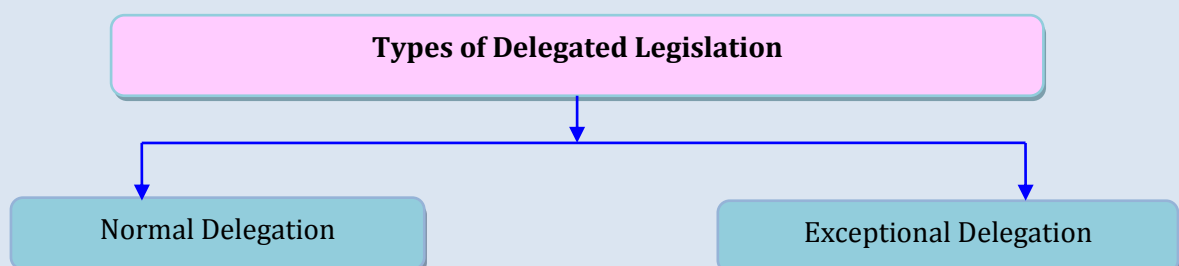 Types of Delegated Legislation
Normal Delegation
Exceptional Delegation